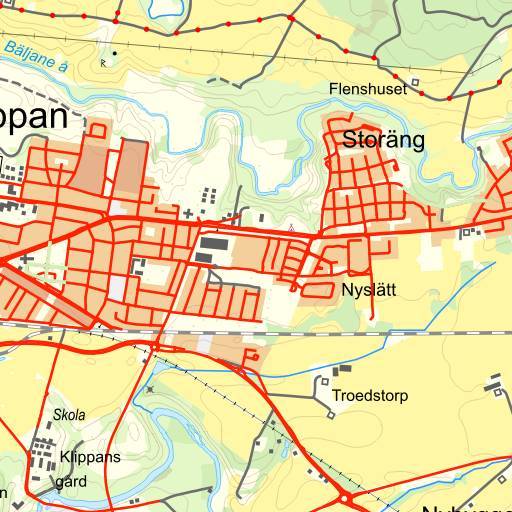 Bäljane å
Flenshuset
ppan
Storäng
Nyslätt
Troedstorp
Skola
Klippans
gård